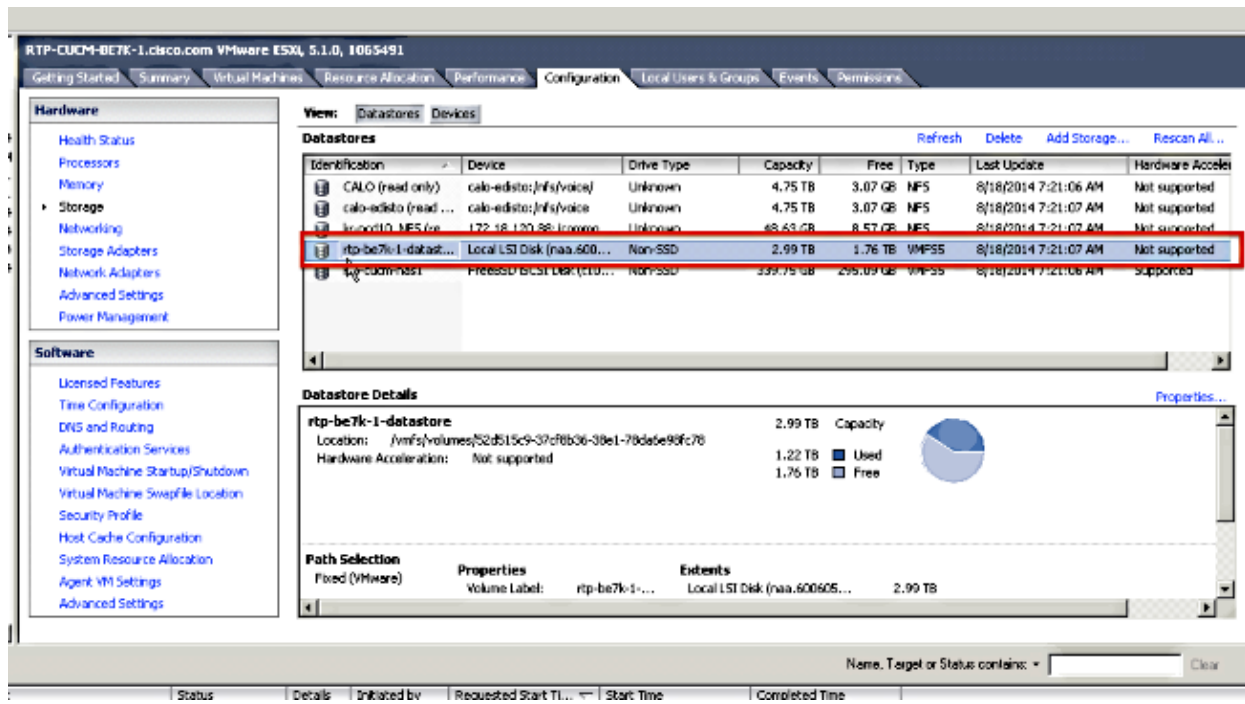 RTP-CUCM-BE7K-1.cisco.com VMware ESXi, 5.1.0, 1065491
Getting Started Summary Virtual Machines Resource Allocation Performance Configuration Local Users & Groups Events Permissions
Hardware
Health Status
Processors
Memory
Storage
Networking
Storage Adapters
Network Adapters
Advanced Settings
Power Management
Software
Licensed Features
Time Configuration
DNS and Routing
Authentication Services
Virtual Machine Startup/Shutdown
Virtual Machine Swapfile Location
Security Profile
Host Cache Configuration
System Resource Allocation
Agent VM Settings
Advanced Settings
View: Datastores Devices
Datastores
Refresh Delete Add Storage... Rescan All...
Identification Device Drive Type Capacity Free Type Last Update Hardware Acceler
CALO (read only) calo-edisto:/nfs/voice/ Unknown 4.75 TB 3.07 GB NFS 8/18/2014 7:21:06 AM Not supported
calo-edisto (read ... calo-edisto:/nfs/voice Unknown 4.75 TB 3.07 GB NFS 8/18/2014 7:21:07 AM Not supported
NFS (re 172.18.120.88: Unknown 48.63 GB 8.57 GB NFS 8/18/2014 7:21:07 AM Not supported
rtp-be7k-1-datast... Local LSI Disk (naa.600... Non-SSD 2.99 TB 1.76 TB VMFS5 8/18/2014 7:21:07 AM Not supported
FreeBSD iSCSI Disk (t10... Non-SSD 339.75 GB 295.09 GB VMFS5 8/18/2014 7:21:06 AM Supported
Datastore Details
Properties...
rtp-be7k-1-datastore
2.99 TB Capacity
Location: /vmfs/volumes/52d515c9-37cf8b36-38e1-78da6e98fc78
Hardware Acceleration: Not supported
1.22 TB Used
1.76 TB Free
Path Selection
Fixed (VMware)
Properties
Volume Label: rtp-be7k-1-...
Extents
Local LSI Disk (naa.600605... 2.99 TB
Name, Target or Status contains: Clear
Status Details Initiated by Requested Start Ti... Start Time Completed Time